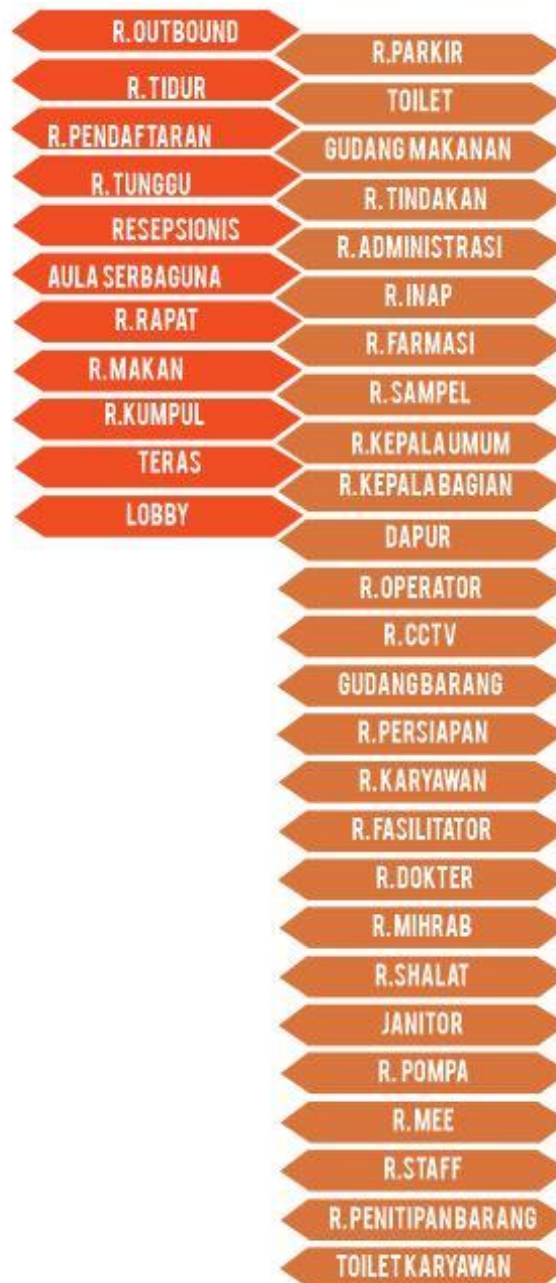 R.OUTBOUND
R.TIDUR
R.PENDAFTARAN
R.TUNGGU
RESEPSIONIS
AULA SERBAGUNA
R.RAPAT
R.MAKAN
R.KUMPUL
TERAS
LOBBY
R.PARKIR
TOILET
GUDANG MAKANAN
R.TINDAKAN
R.ADMINISTRASI
R.INAP
R.FARMASI
R.SAMPEL
R.KEPALA UMUM
R.KEPALA BAGIAN
DAPUR
R.OPERATOR
R.CCTV
GUDANG BARANG
R.PERSIAPAN
R.KARYAWAN
R.FASILITATOR
R.DOKTER
R.MIHRAB
R.SHALAT
JANITOR
R. POMPA
R.MEE
R.STAFF
R.PENITIPAN BARANG
TOILET KARYAWAN